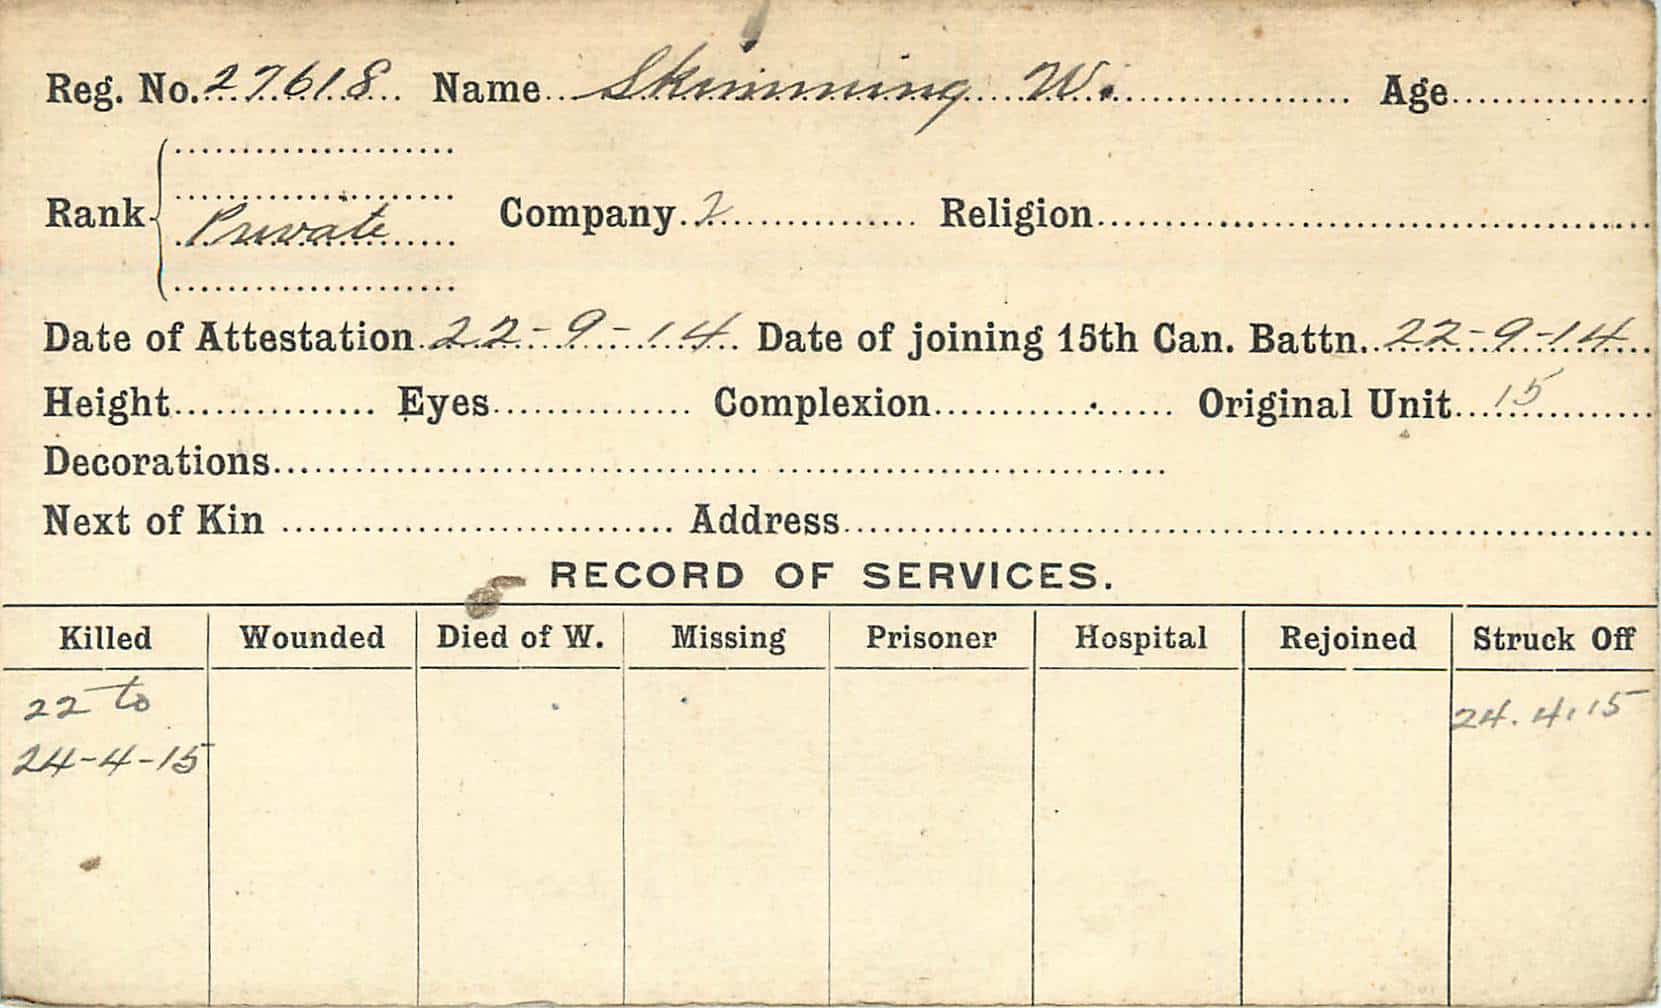 Reg. No. 27618 Name Skimming W. Age
Rank Private Company 2 Religion
Date of Attestation 22-9-14 Date of joining 15th Can. Battn. 22-9-14
Height Eyes Complexion Original Unit 15
Decorations
Next of Kin Address
RECORD OF SERVICES.
Killed Wounded Died of W. Missing Prisoner Hospital Rejoined Struck Off
22 to 24.4.15
24-4-15